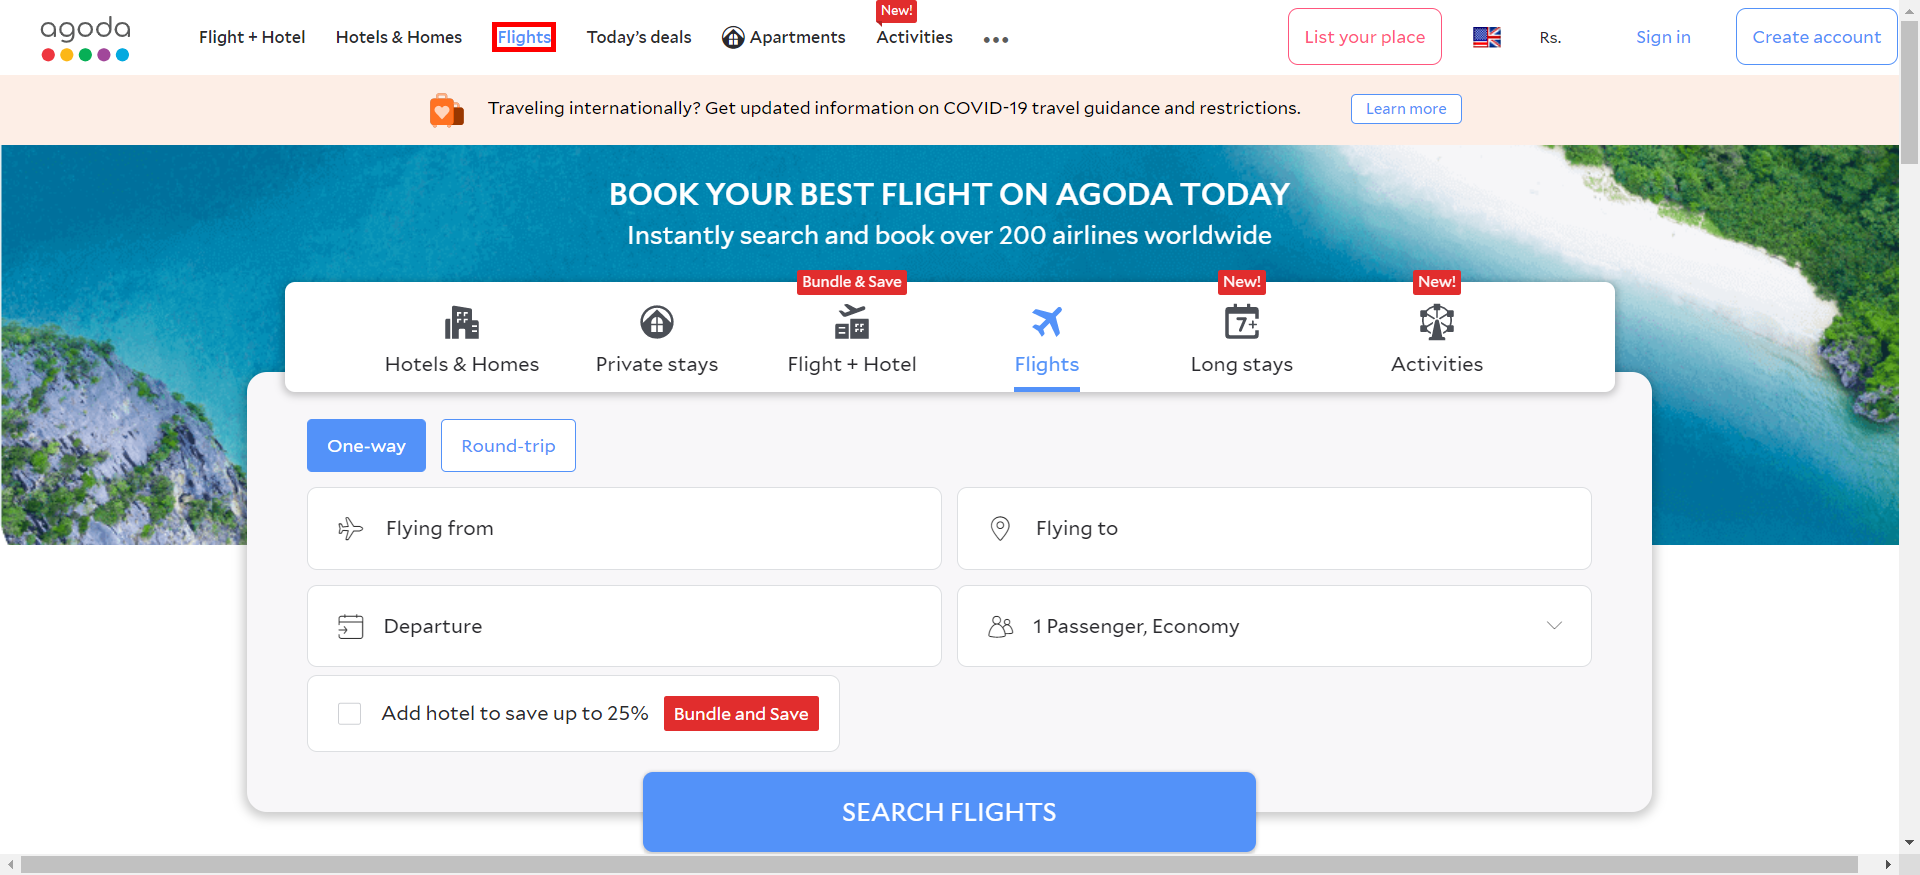 agoda
Flight + Hotel
Hotels & Homes
Flights
Today's deals
Apartments
New!
Activities
List your place
Rs.
Sign in
Create account
Traveling internationally? Get updated information on COVID-19 travel guidance and restrictions.
Learn more
BOOK YOUR BEST FLIGHT ON AGODA TODAY
Instantly search and book over 200 airlines worldwide
Hotels & Homes
Private stays
Bundle & Save
Flight + Hotel
Flights
New!
7+
Long stays
New!
Activities
One-way
Round-trip
Flying from
Flying to
Departure
1 Passenger, Economy
Add hotel to save up to 25%
Bundle and Save
SEARCH FLIGHTS